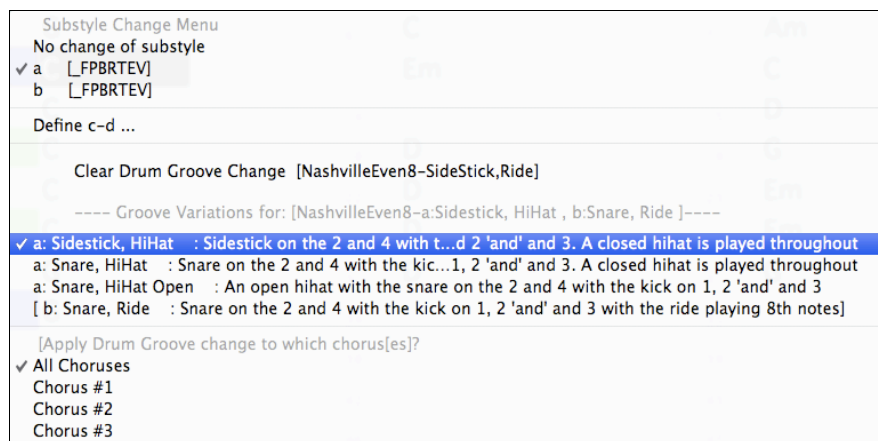 Substyle Change Menu
No change of substyle
✓ a [_FPBRTEV]
b [_FPBRTEV]
Define c-d ...
Clear Drum Groove Change [NashvilleEven8-SideStick,Ride]
---- Groove Variations for: [NashvilleEven8-a:Sidestick, HiHat , b:Snare, Ride ]----
✓ a: Sidestick, HiHat : Sidestick on the 2 and 4 with t...d 2 'and' and 3. A closed hihat is played throughout
a: Snare, HiHat : Snare on the 2 and 4 with the kic...1, 2 'and' and 3. A closed hihat is played throughout
a: Snare, HiHat Open : An open hihat with the snare on the 2 and 4 with the kick on 1, 2 'and' and 3
[ b: Snare, Ride : Snare on the 2 and 4 with the kick on 1, 2 'and' and 3 with the ride playing 8th notes]
[Apply Drum Groove change to which chorus[es]?
✓ All Choruses
Chorus #1
Chorus #2
Chorus #3